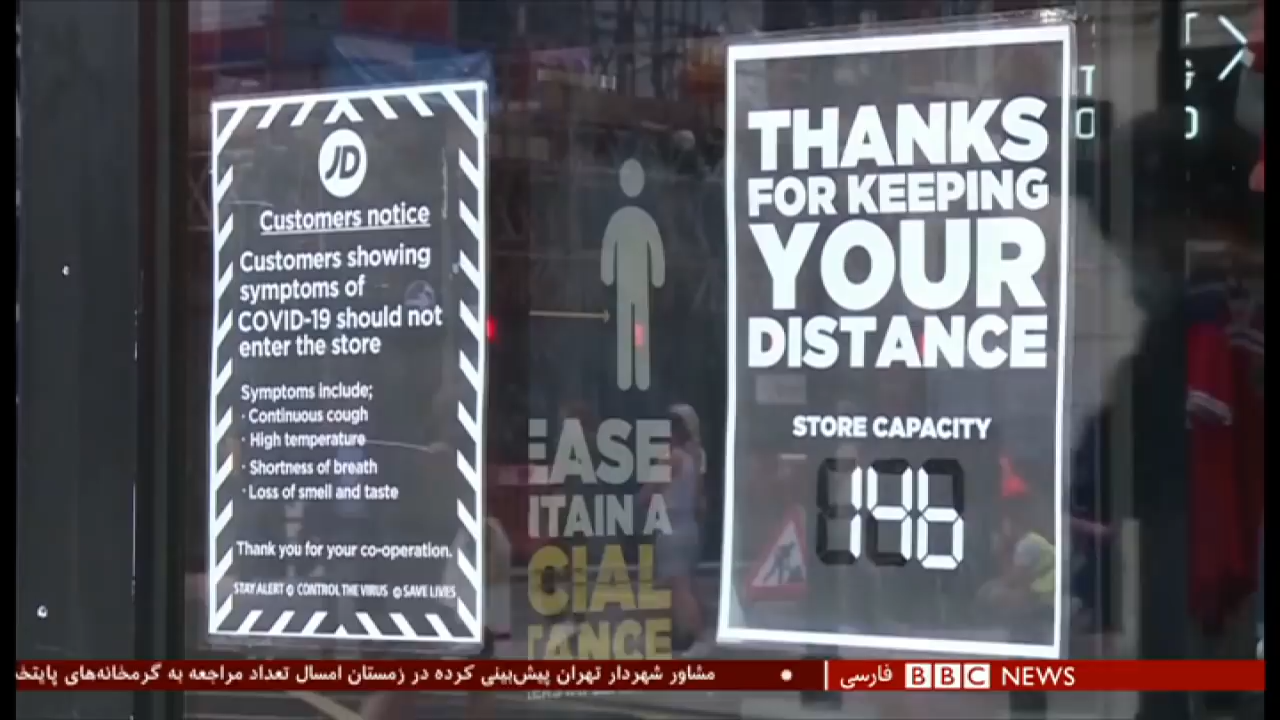 JD
Customers notice
Customers showing
symptoms of
COVID-19 should not
enter the store
Symptoms include;
· Continuous cough
· High temperature
· Shortness of breath
· Loss of smell and taste
Thank you for your co-operation.
STAY ALERT CONTROL THE VIRUS SAVE LIVES
EASE
NTAIN A
CIAL
TANCE
THANKS
FOR KEEPING
YOUR
DISTANCE
STORE CAPACITY
146
مشاور شهردار تهران پیش‌بینی کرده در زمستان امسال تعداد مراجعه به گرمخانه‌های پایتخ
BBC NEWS فارسی